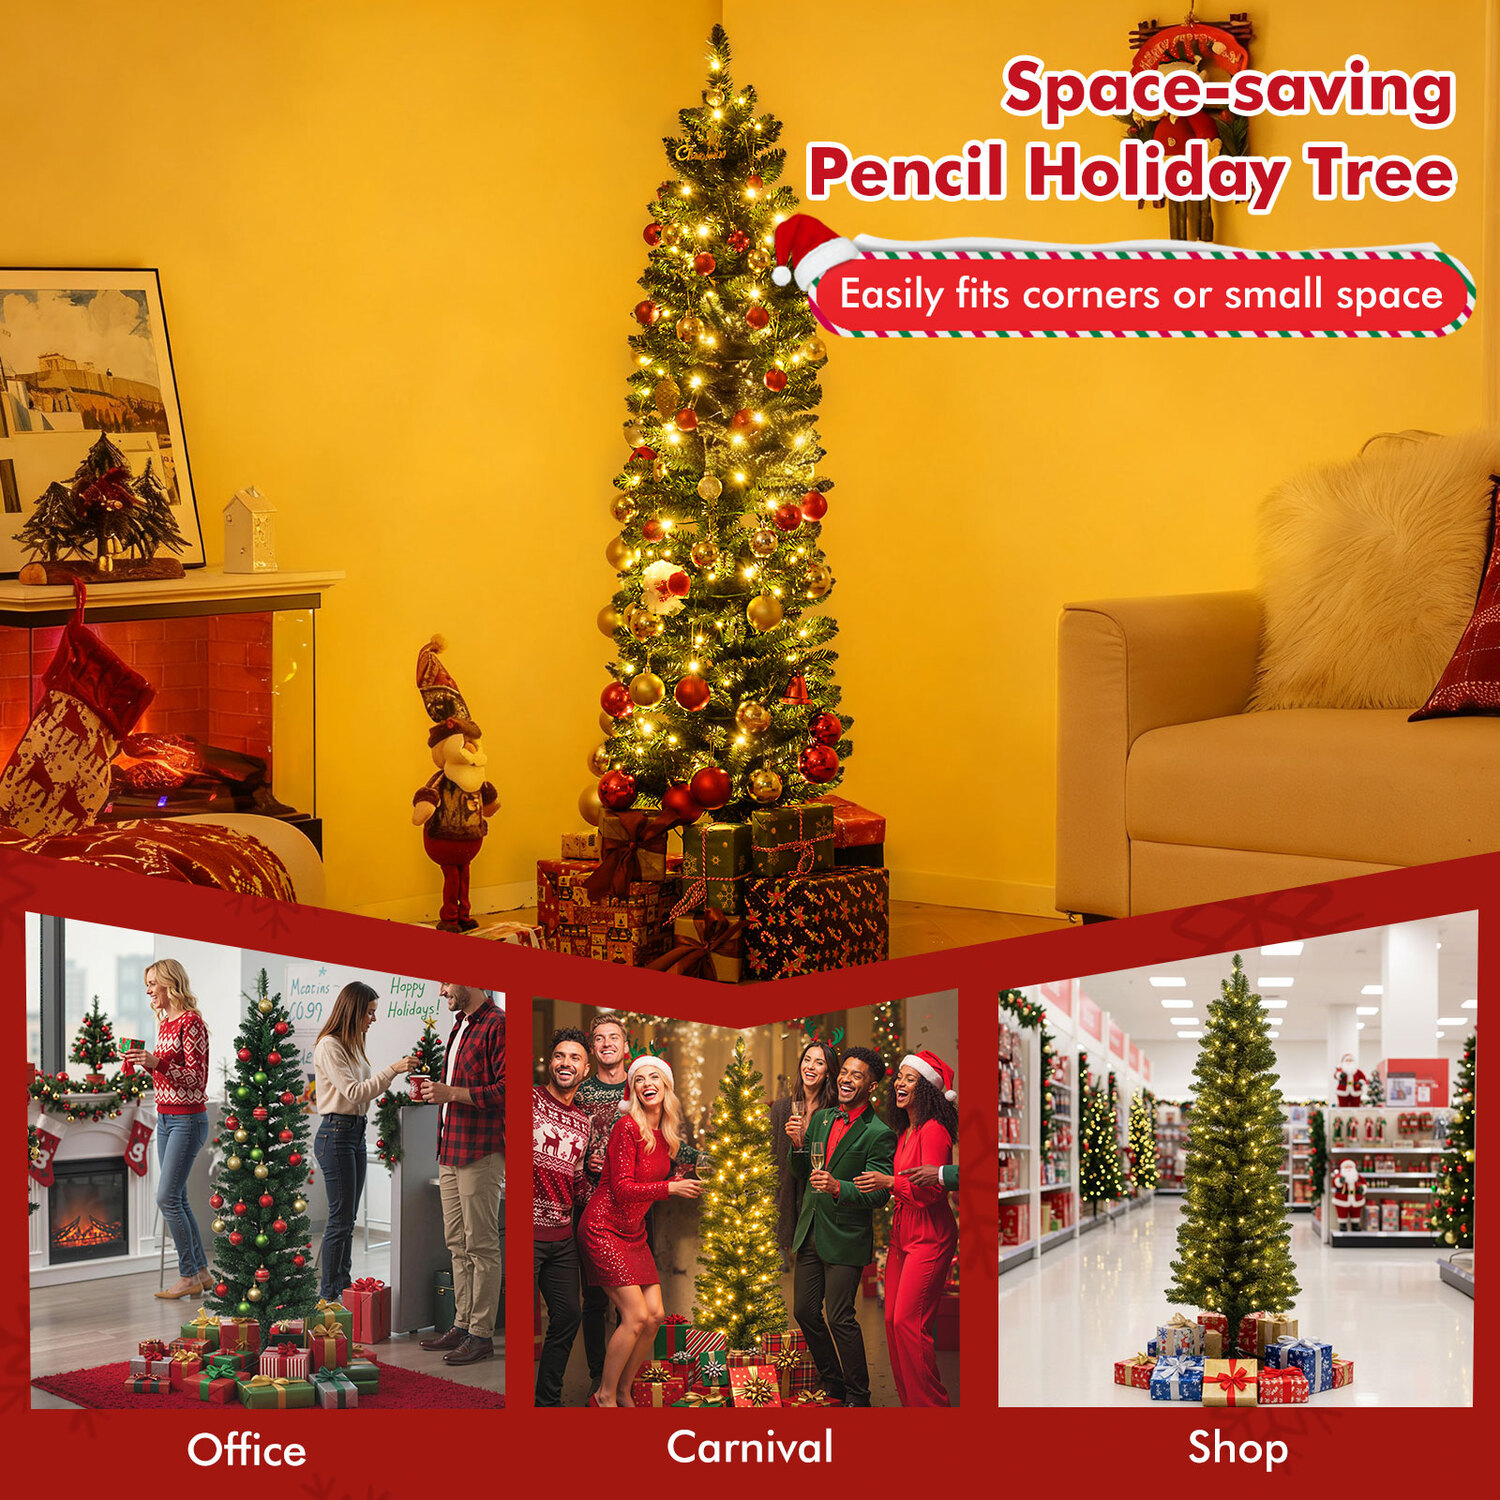 Space-saving
Pencil Holiday Tree
Easily fits corners or small space
Happy
Holidays!
Office
Carnival
Shop